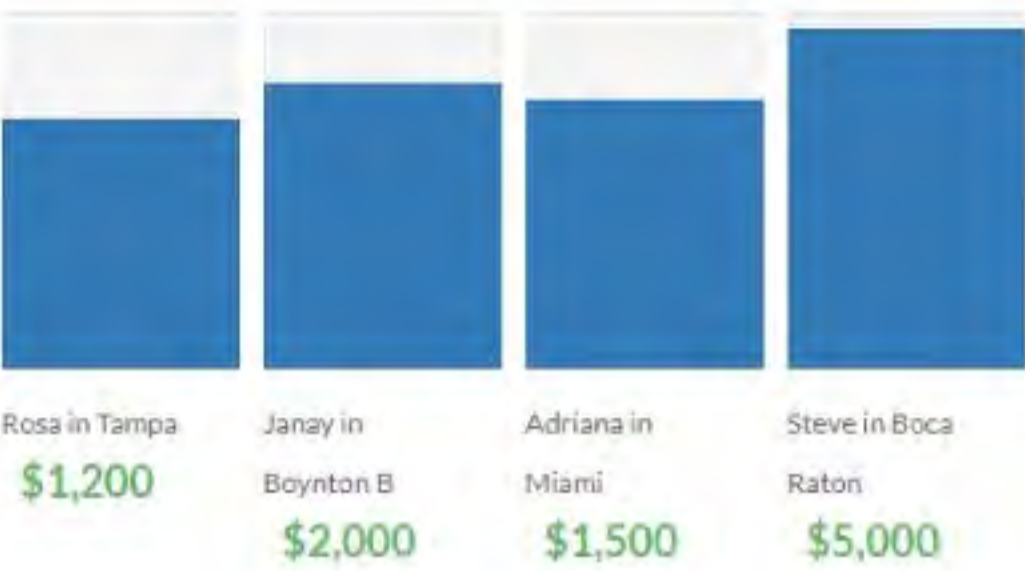 Rosa in Tampa
$1,200
Janay in
Boynton B
$2,000
Adriana in
Miami
$1,500
Steve in Boca
Raton
$5,000